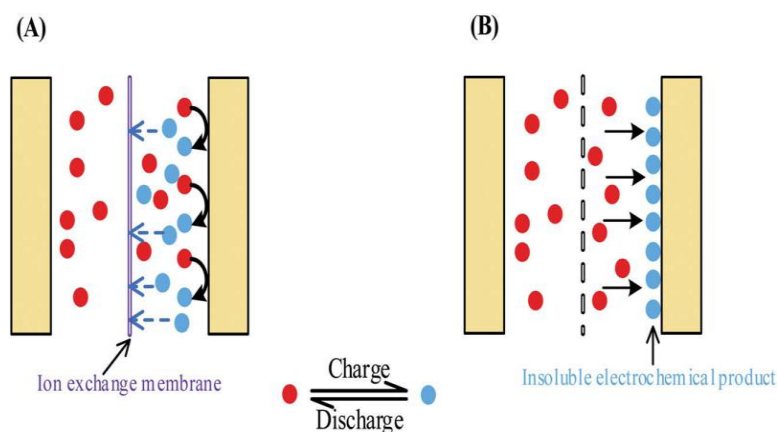 (A)
(B)
Ion exchange membrane
Charge
Discharge
Insoluble electrochemical product